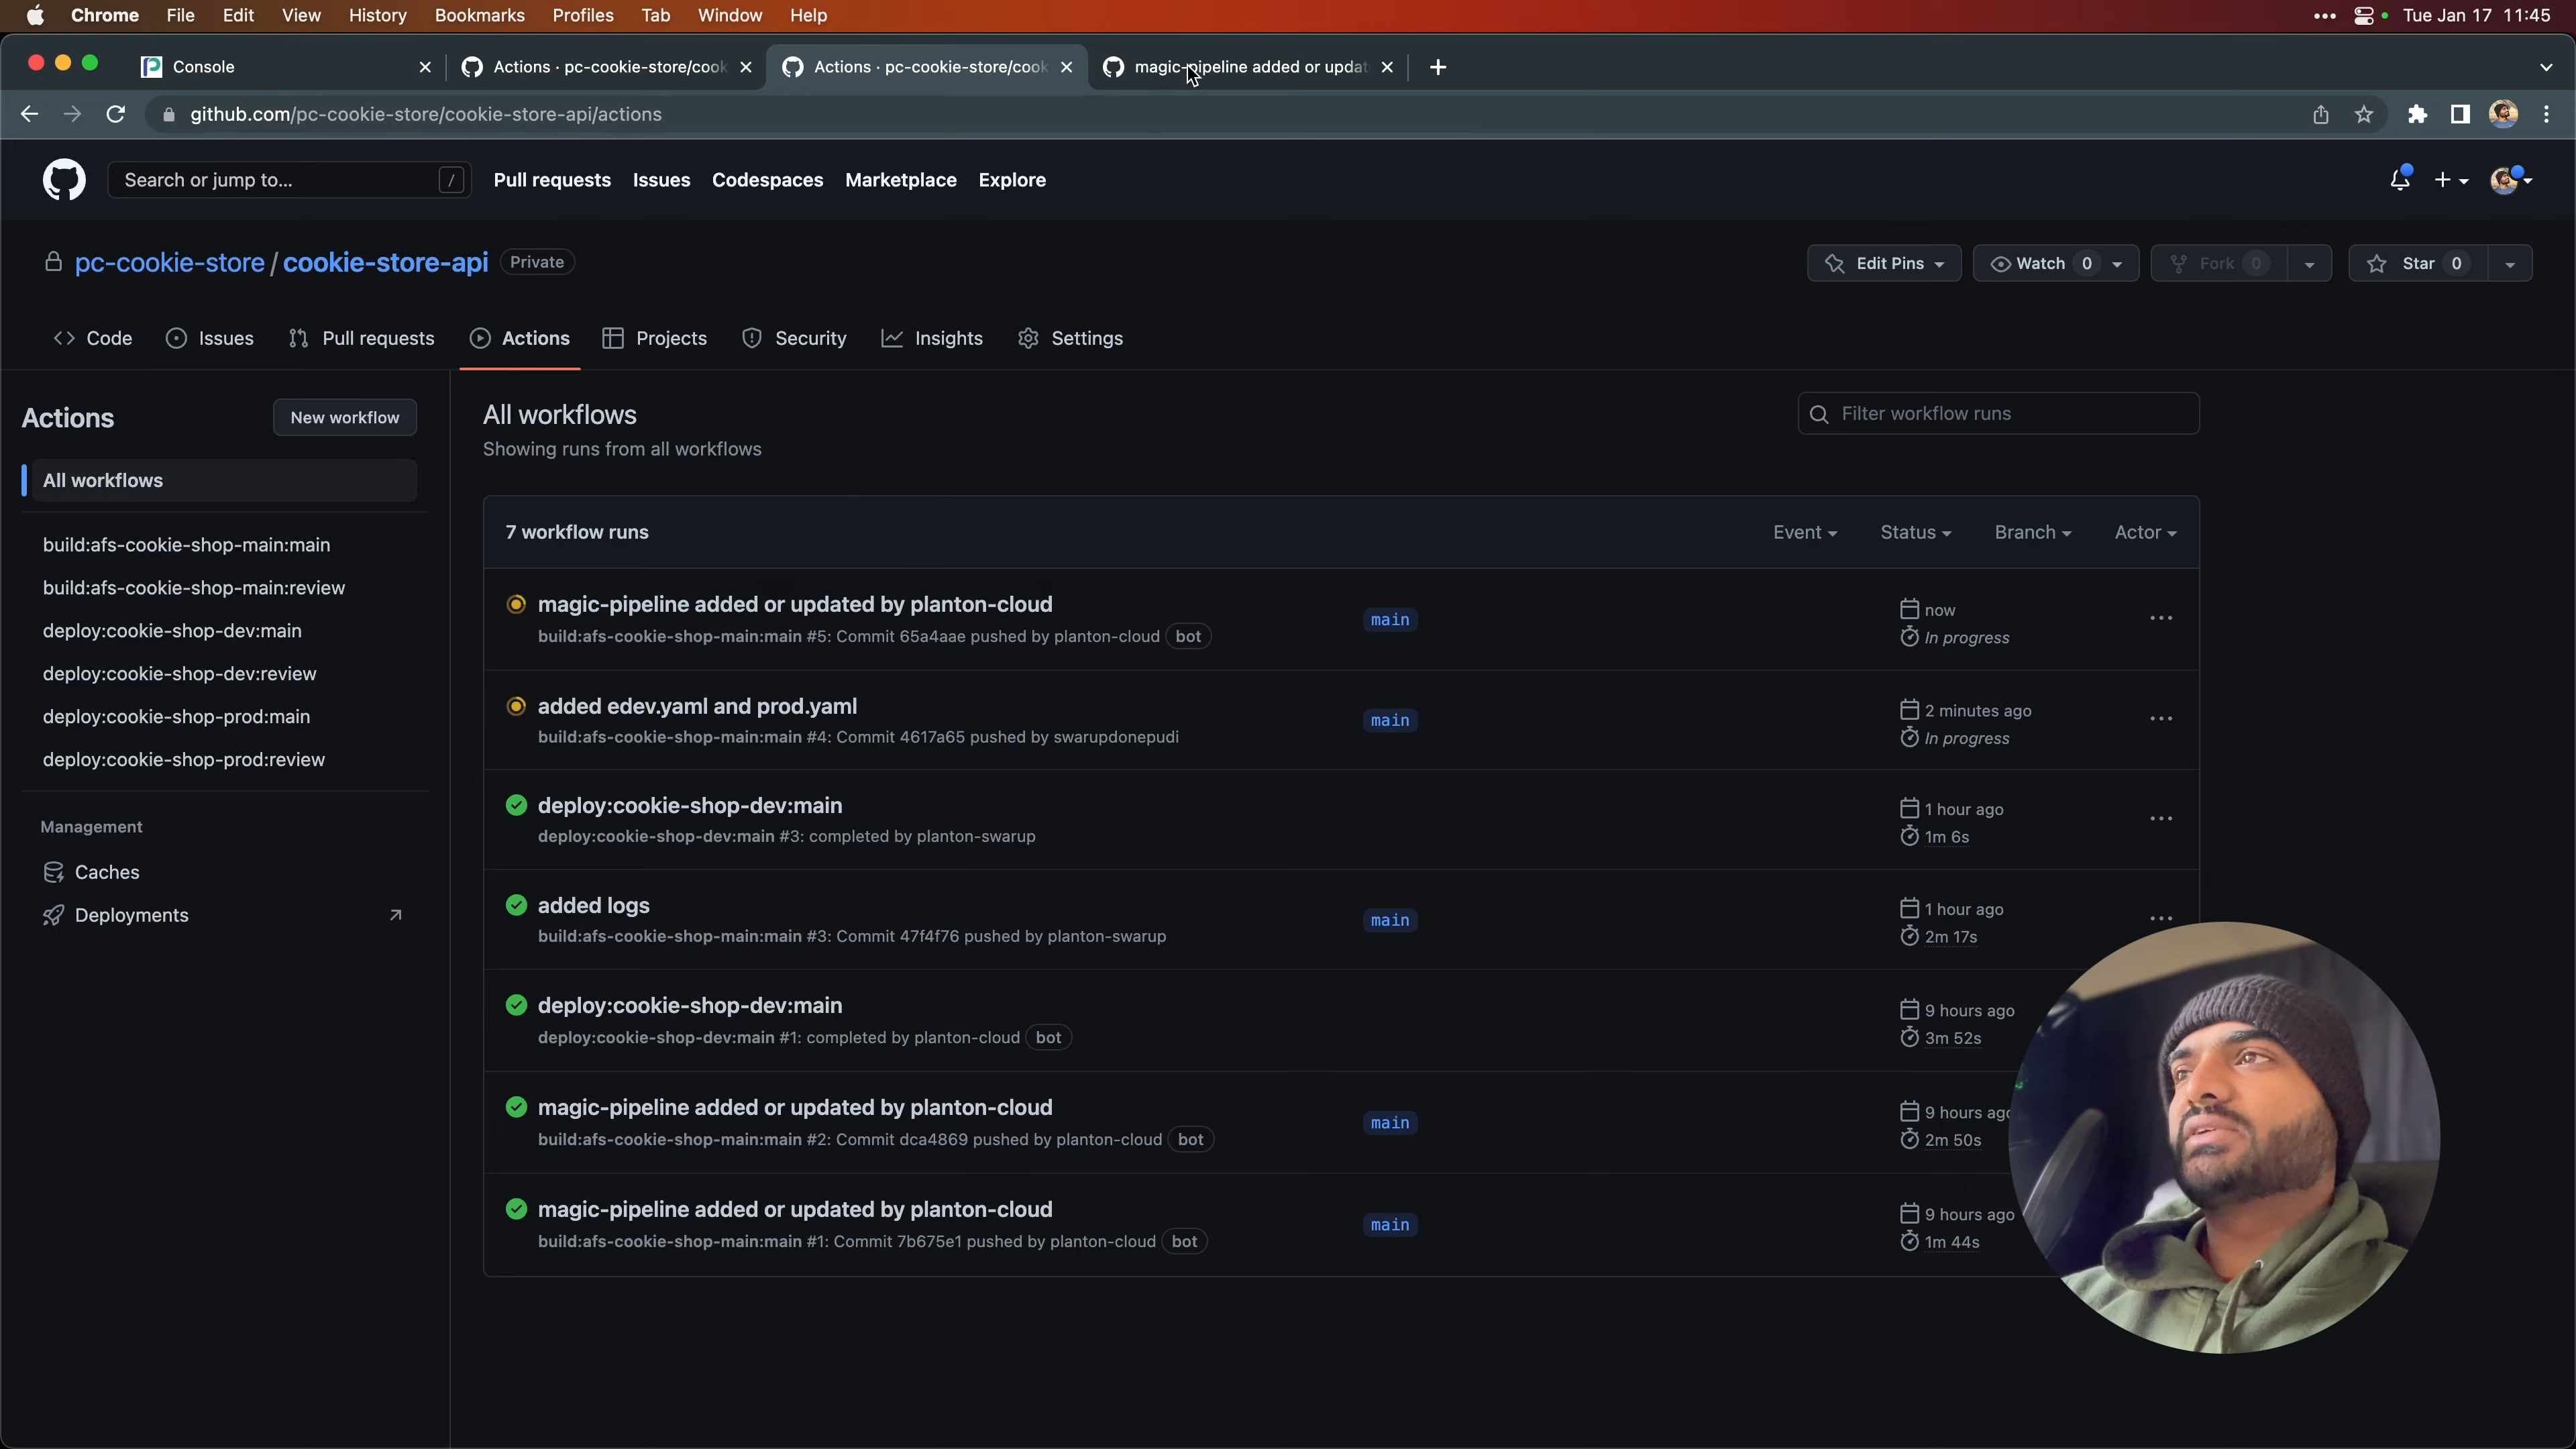 Chrome File Edit View History Bookmarks Profiles Tab Window Help
Tue Jan 17 11:45
Console
Actions · pc-cookie-store/cook
Actions · pc-cookie-store/cook
magic-pipeline added or updat
github.com/pc-cookie-store/cookie-store-api/actions
Search or jump to... /
Pull requests Issues Codespaces Marketplace Explore
pc-cookie-store / cookie-store-api Private
Edit Pins Watch 0 Fork 0 Star 0
Code Issues Pull requests Actions Projects Security Insights Settings
Actions
New workflow
All workflows
build:afs-cookie-shop-main:main
build:afs-cookie-shop-main:review
deploy:cookie-shop-dev:main
deploy:cookie-shop-dev:review
deploy:cookie-shop-prod:main
deploy:cookie-shop-prod:review
Management
Caches
Deployments
All workflows
Showing runs from all workflows
Filter workflow runs
7 workflow runs
Event Status Branch Actor
magic-pipeline added or updated by planton-cloud
build:afs-cookie-shop-main:main #5: Commit 65a4aae pushed by planton-cloud bot
main
now
In progress
added edev.yaml and prod.yaml
build:afs-cookie-shop-main:main #4: Commit 4617a65 pushed by swarupdonepudi
main
2 minutes ago
In progress
deploy:cookie-shop-dev:main
deploy:cookie-shop-dev:main #3: completed by planton-swarup
1 hour ago
1m 6s
added logs
build:afs-cookie-shop-main:main #3: Commit 47f4f76 pushed by planton-swarup
main
1 hour ago
2m 17s
deploy:cookie-shop-dev:main
deploy:cookie-shop-dev:main #1: completed by planton-cloud bot
9 hours ago
3m 52s
magic-pipeline added or updated by planton-cloud
build:afs-cookie-shop-main:main #2: Commit dca4869 pushed by planton-cloud bot
main
9 hours ago
2m 50s
magic-pipeline added or updated by planton-cloud
build:afs-cookie-shop-main:main #1: Commit 7b675e1 pushed by planton-cloud bot
main
9 hours ago
1m 44s